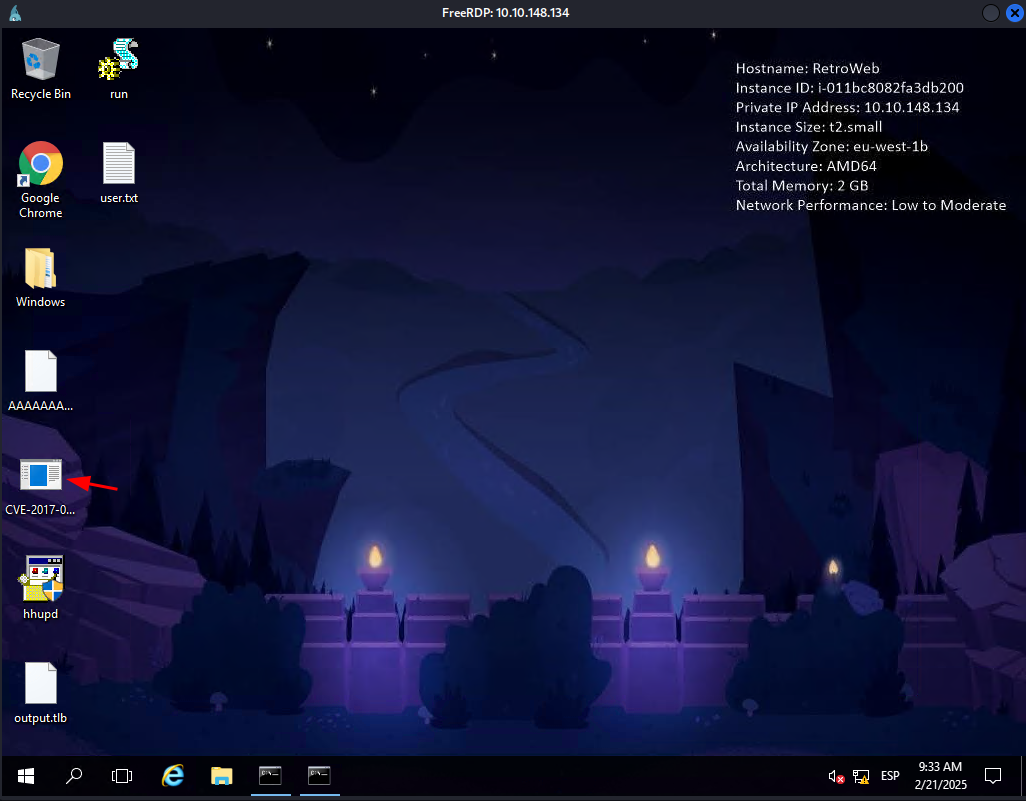 FreeRDP: 10.10.148.134
Recycle Bin
run
Hostname: RetroWeb
Instance ID: i-011bc8082fa3db200
Private IP Address: 10.10.148.134
Instance Size: t2.small
Availability Zone: eu-west-1b
Architecture: AMD64
Total Memory: 2 GB
Network Performance: Low to Moderate
Google
Chrome
user.txt
Windows
AAAAAAA...
CVE-2017-0...
hhupd
output.tlb
ESP
9:33 AM
2/21/2025